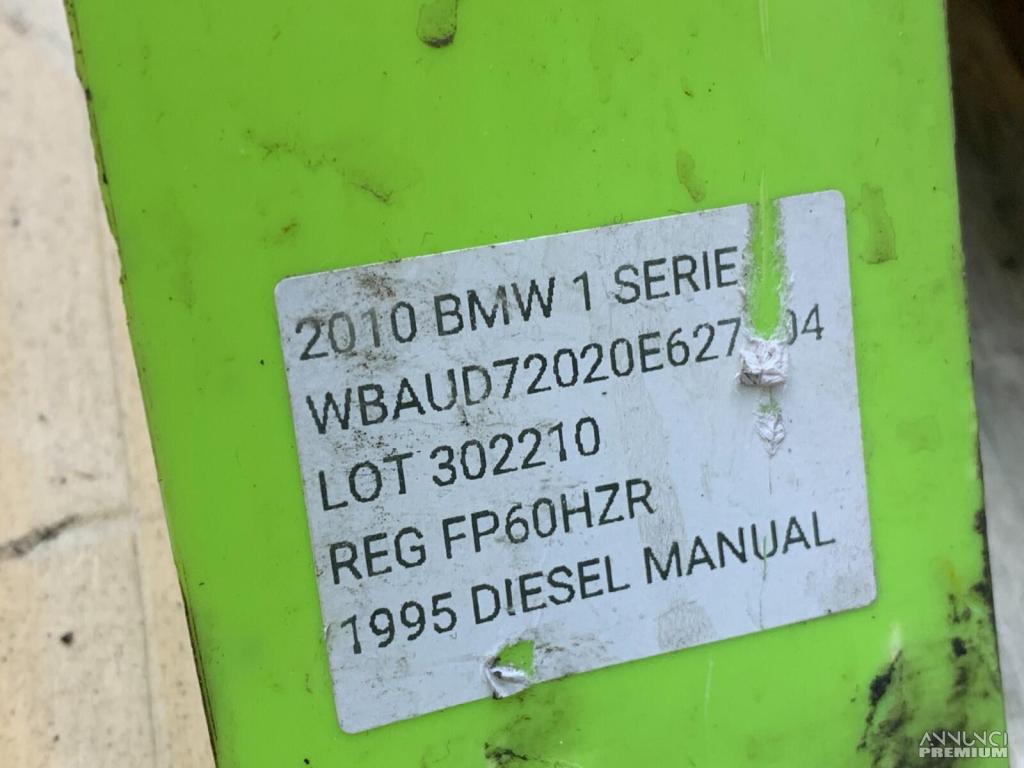 2010 BMW 1 SERIE
LOT 302210
REG FP60HZR
1995 DIESEL MANUAL
ANNUNCI
PREMIUM